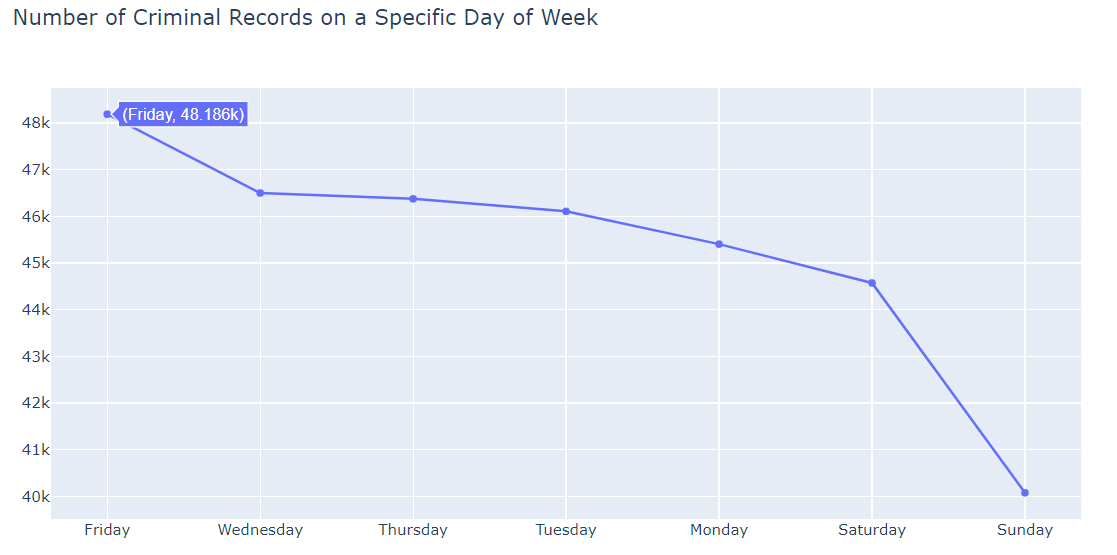 Number of Criminal Records on a Specific Day of Week
(Friday, 48.186k)
48k
47k
46k
45k
44k
43k
42k
41k
40k
Friday Wednesday Thursday Tuesday Monday Saturday Sunday